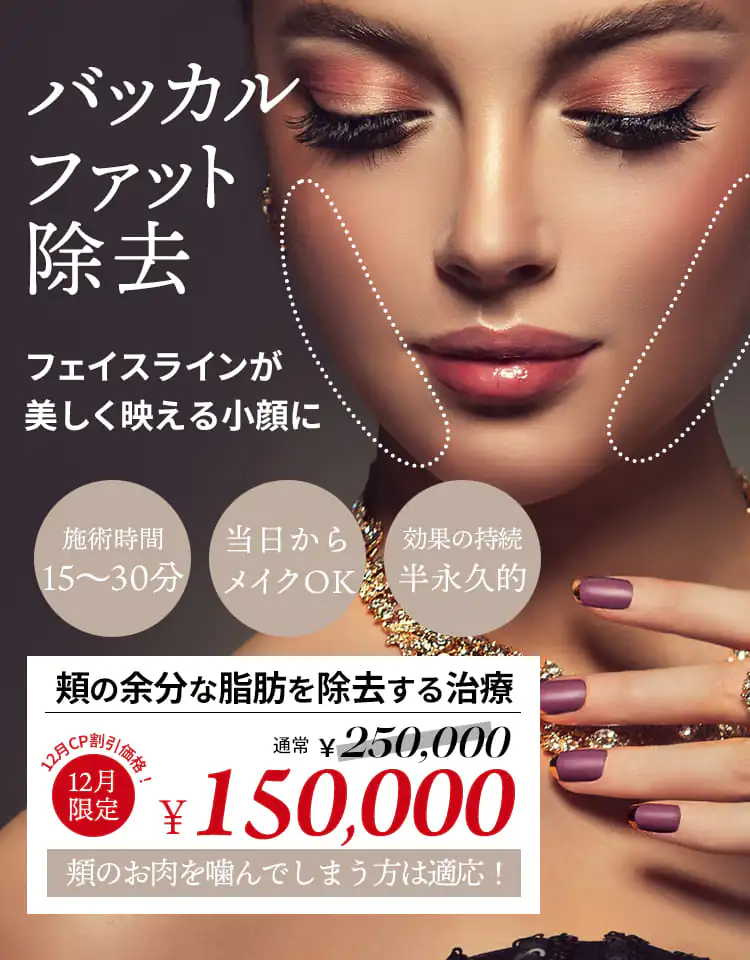 バッカル
ファット
除去
フェイスラインが
美しく映える小顔に
施術時間
15〜30分
当日から
メイクOK
効果の持続
半永久的
頬の余分な脂肪を除去する治療
12月CP割引価格！
12月
限定
通常 ￥250,000
￥150,000
頬のお肉を噛んでしまう方は適応！